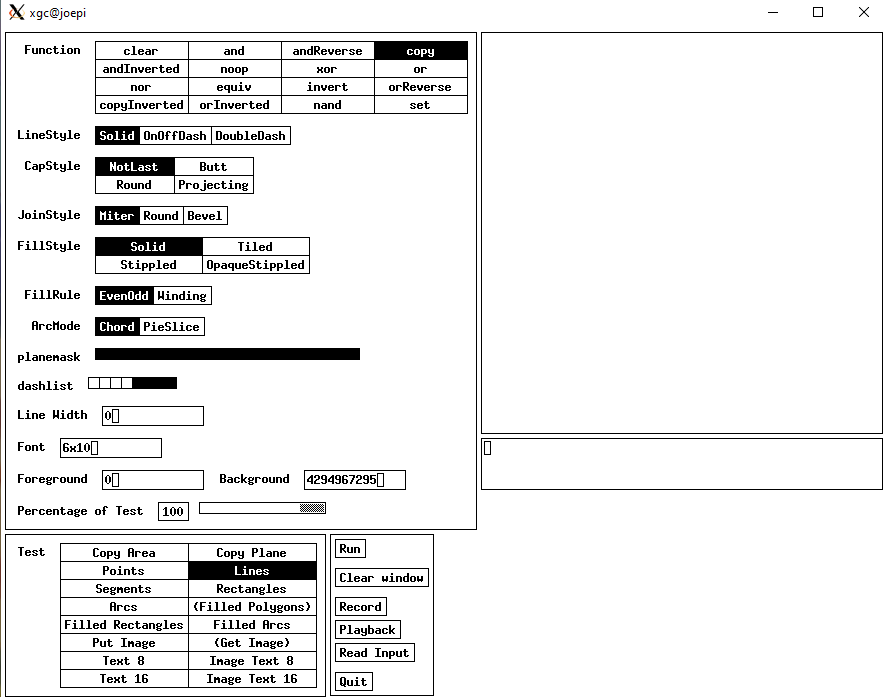 xgc@joepi
Function clear and andReverse copy
andInverted noop xor or
nor equiv invert orReverse
copyInverted orInverted nand set
LineStyle Solid OnOffDash DoubleDash
CapStyle NotLast Butt
Round Projecting
JoinStyle Miter Round Bevel
FillStyle Solid Tiled
Stippled OpaqueStippled
FillRule EvenOdd Winding
ArcMode Chord PieSlice
planemask
dashlist
Line Width 0
Font 6x10
Foreground 0 Background 4294967295
Percentage of Test 100
Test Copy Area Copy Plane
Points Lines
Segments Rectangles
Arcs (Filled Polygons)
Filled Rectangles Filled Arcs
Put Image (Get Image)
Text 8 Image Text 8
Text 16 Image Text 16
Run
Clear window
Record
Playback
Read Input
Quit